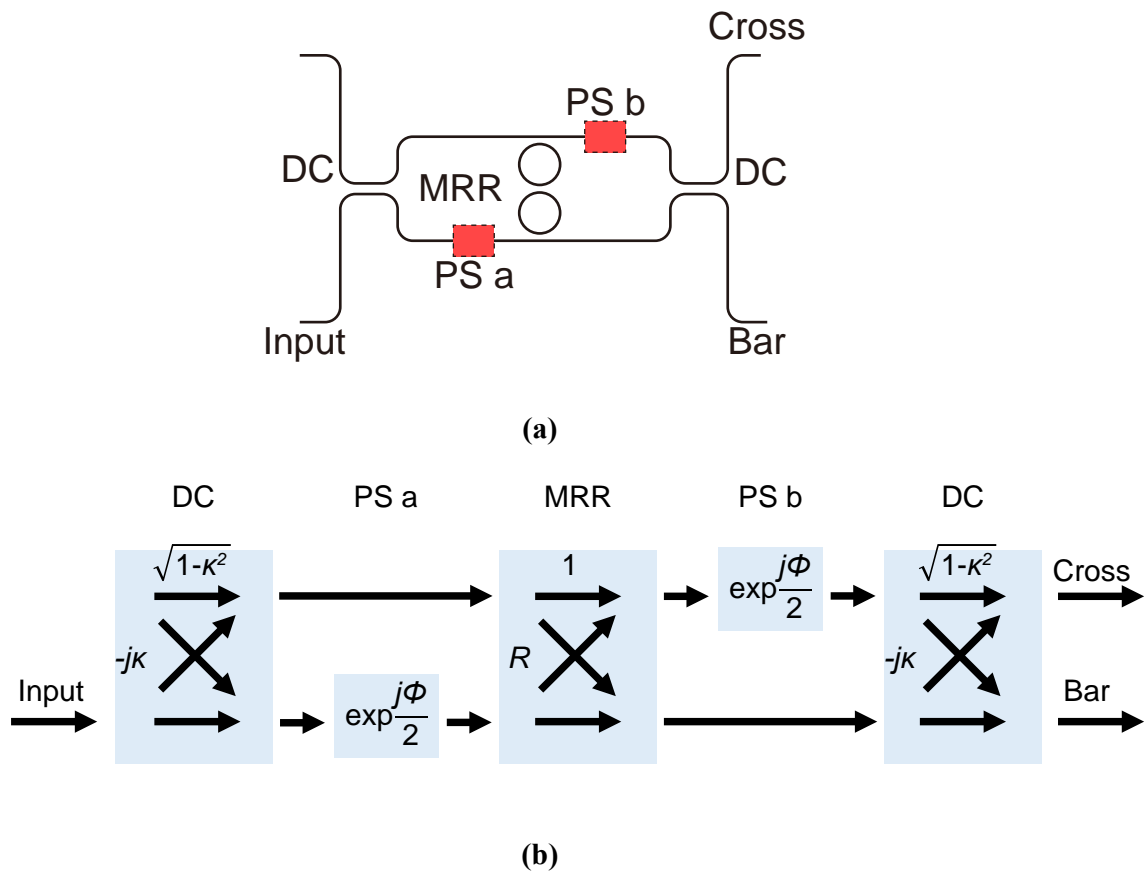 Cross
PS b
DC
MRR
DC
PS a
Input
Bar
(a)
DC PS a MRR PS b DC
√1-κ² 1 √1-κ²
exp jΦ/2
Cross
-jκ R -jκ
Input
exp jΦ/2
Bar
(b)